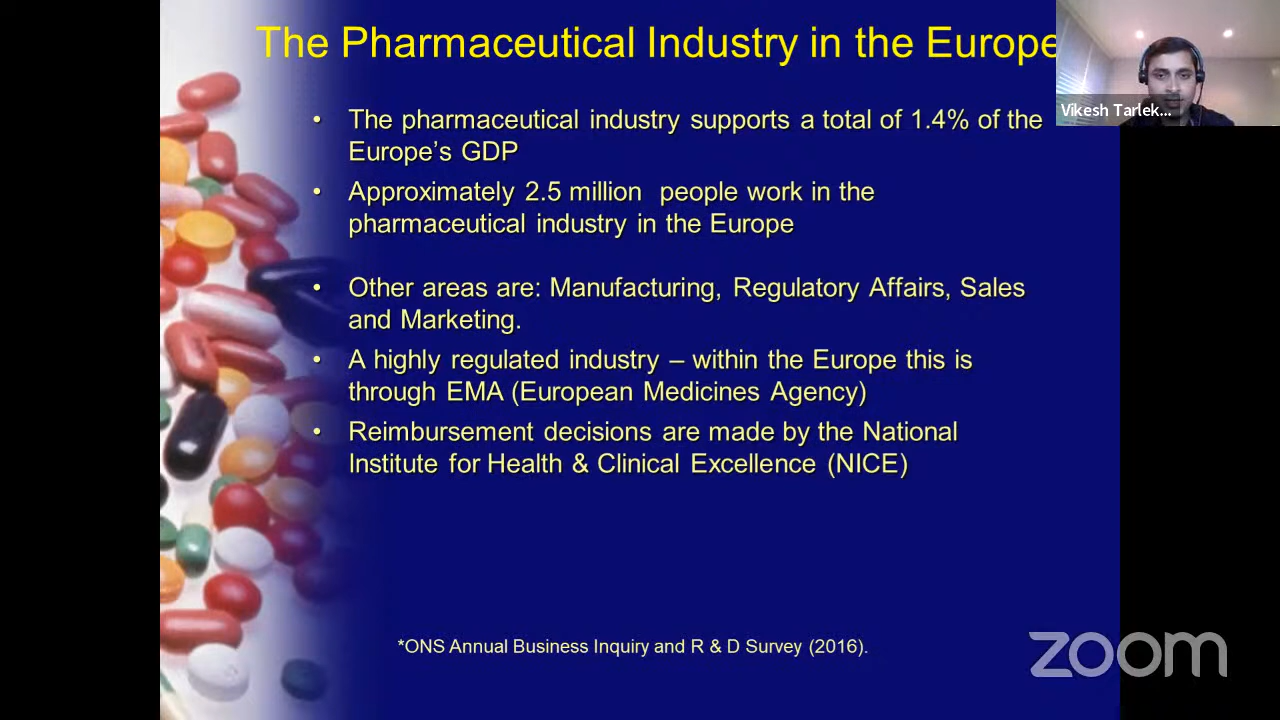 The Pharmaceutical Industry in the Europe
Vikesh Tarlek...
• The pharmaceutical industry supports a total of 1.4% of the
Europe's GDP
• Approximately 2.5 million people work in the
pharmaceutical industry in the Europe
• Other areas are: Manufacturing, Regulatory Affairs, Sales
and Marketing.
• A highly regulated industry – within the Europe this is
through EMA (European Medicines Agency)
• Reimbursement decisions are made by the National
Institute for Health & Clinical Excellence (NICE)
*ONS Annual Business Inquiry and R & D Survey (2016).
zoom